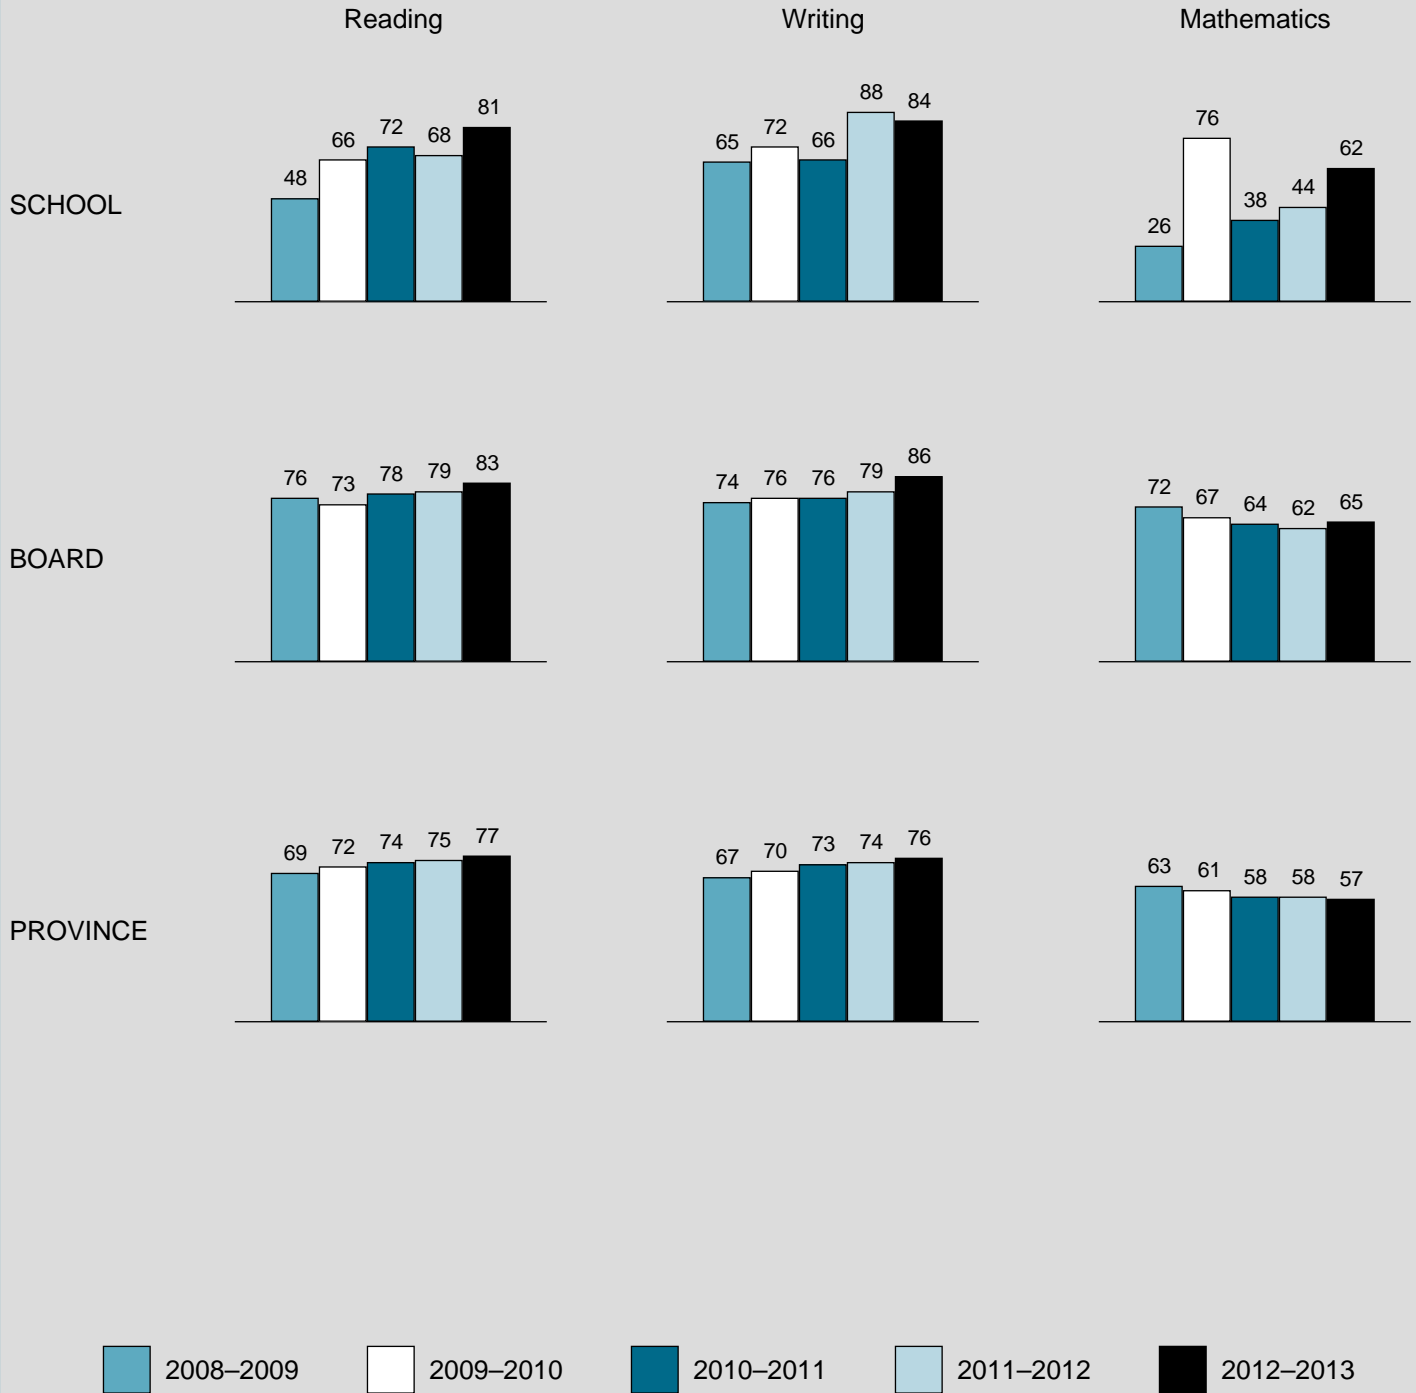 Reading Writing Mathematics
SCHOOL
48 66 72 68 81
65 72 66 88 84
26 76 38 44 62
BOARD
76 73 78 79 83
74 76 76 79 86
72 67 64 62 65
PROVINCE
69 72 74 75 77
67 70 73 74 76
63 61 58 58 57
2008–2009 2009–2010 2010–2011 2011–2012 2012–2013